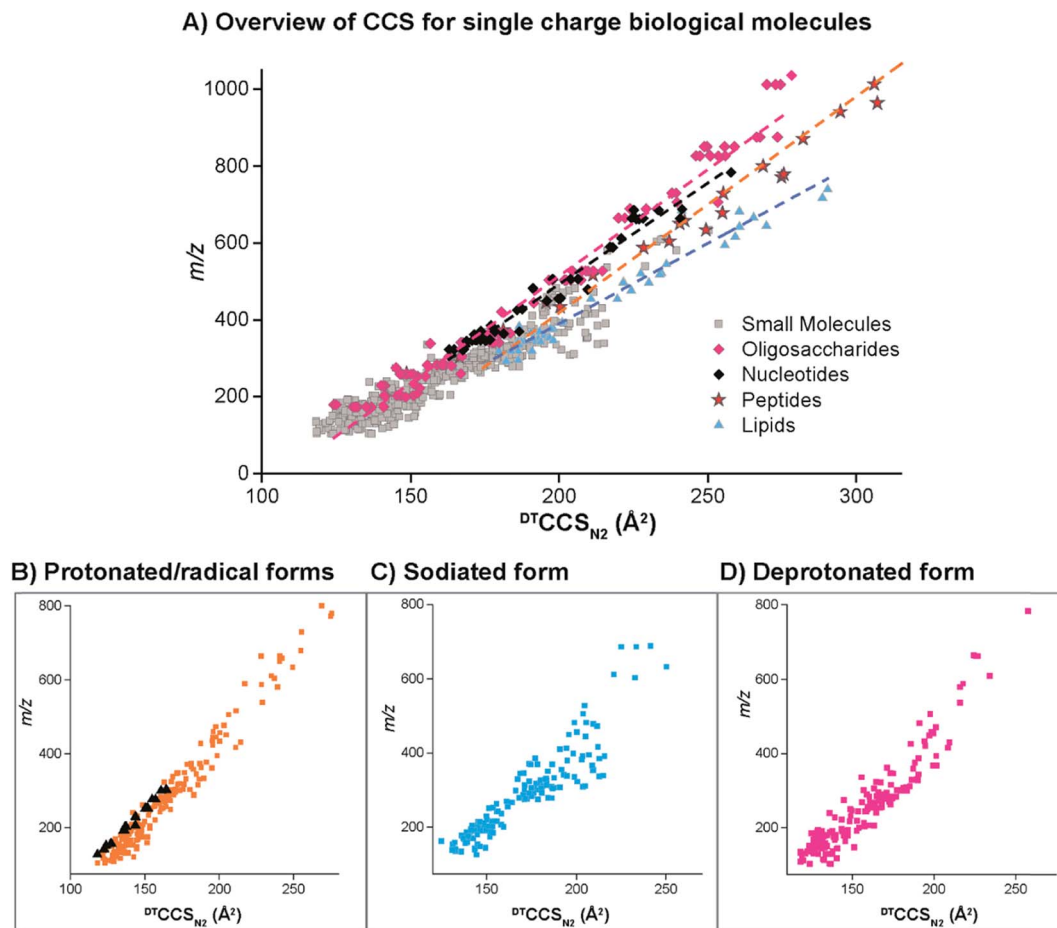 A) Overview of CCS for single charge biological molecules
1000
800
600
400
200
0
m/z
100
150
200
250
300
DTCCSN2 (Å2)
Small Molecules
Oligosaccharides
Nucleotides
Peptides
Lipids
B) Protonated/radical forms
800
600
400
200
m/z
100
150
200
250
DTCCSN2 (Å2)
C) Sodiated form
800
600
400
200
m/z
150
200
250
DTCCSN2 (Å2)
D) Deprotonated form
800
600
400
200
m/z
150
200
250
DTCCSN2 (Å2)